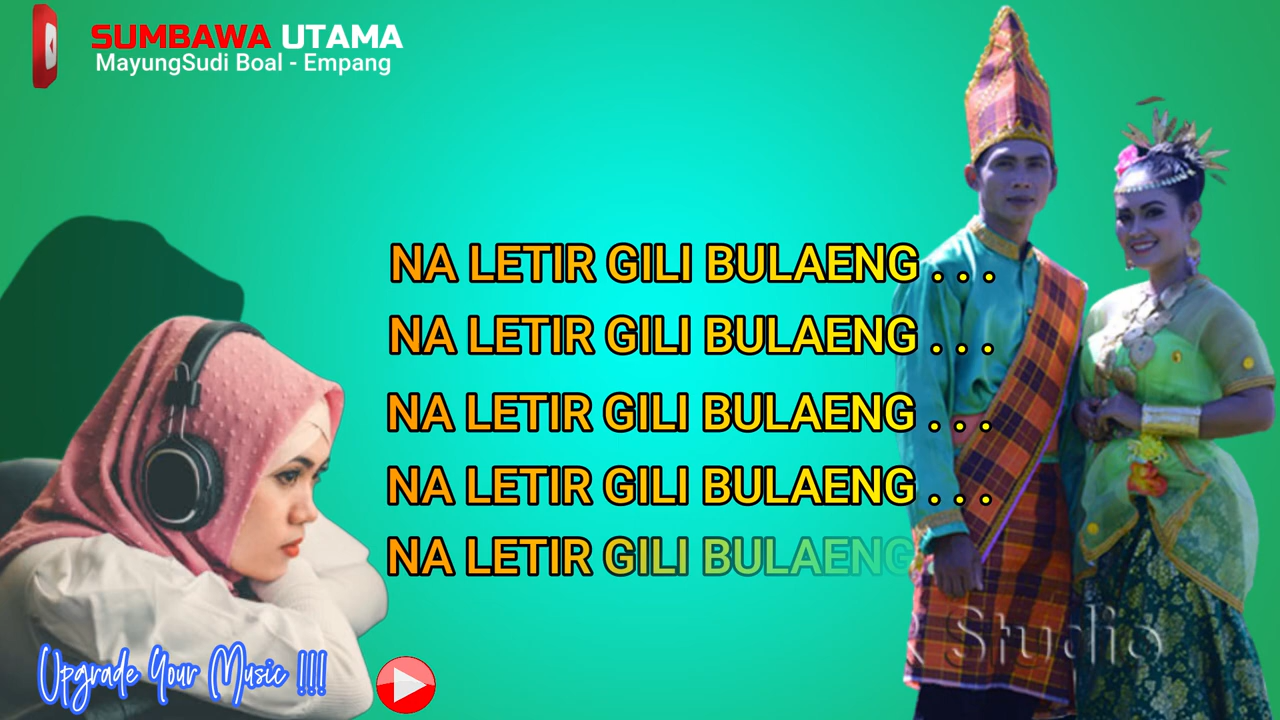 SUMBAWA UTAMA
MayungSudi Boal - Empang
NA LETIR GILI BULAENG . . .
NA LETIR GILI BULAENG . . .
NA LETIR GILI BULAENG . . .
NA LETIR GILI BULAENG . . .
NA LETIR GILI BULAENG
Studio
Upgrade Your Music !!!